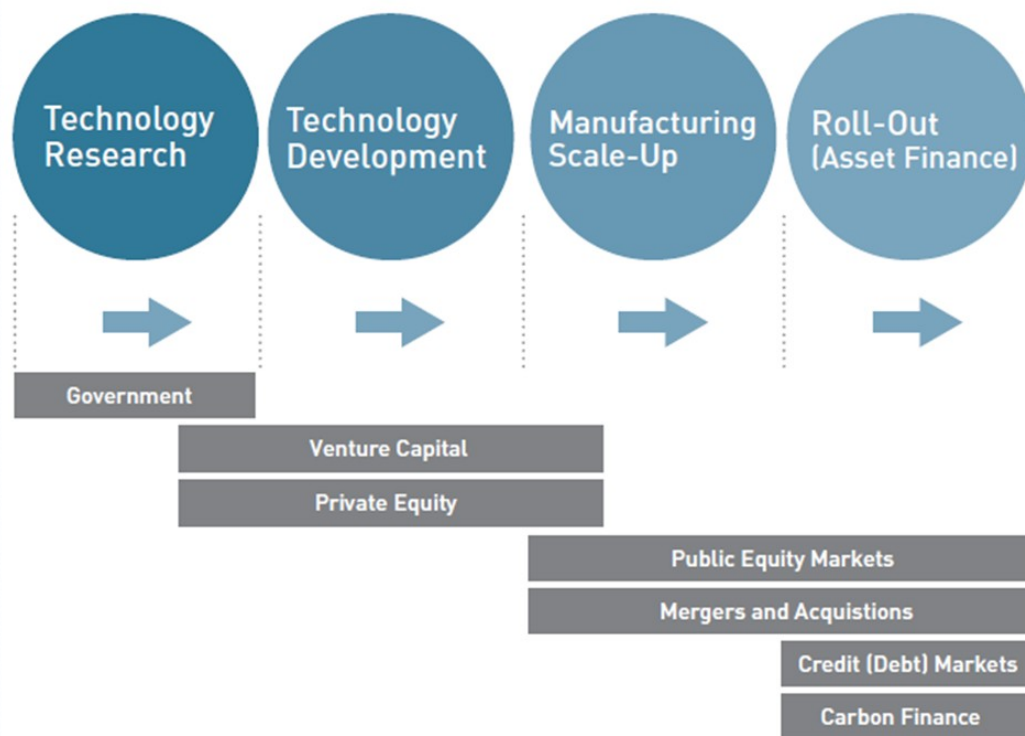 Technology
Research
Technology
Development
Manufacturing
Scale-Up
Roll-Out
(Asset Finance)
Government
Venture Capital
Private Equity
Public Equity Markets
Mergers and Acquistions
Credit (Debt) Markets
Carbon Finance